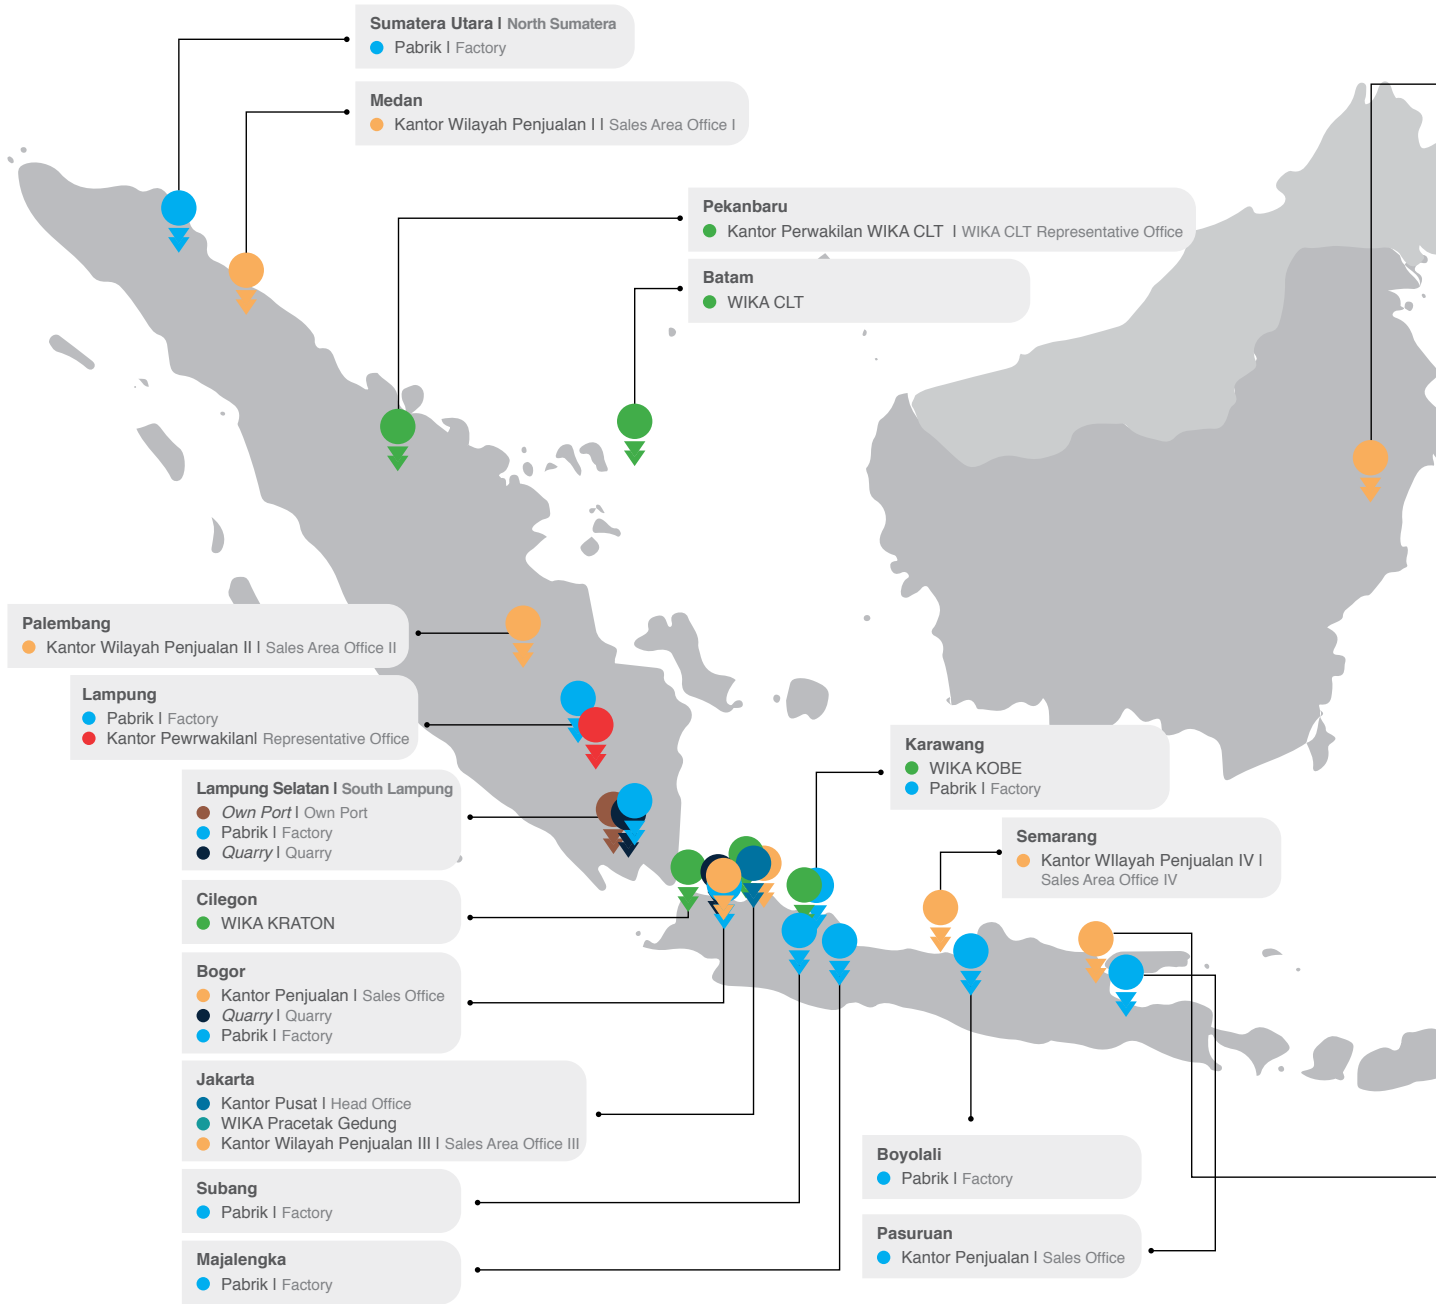 Sumatera Utara I North Sumatera
Pabrik I Factory
Medan
Kantor Wilayah Penjualan I I Sales Area Office I
Pekanbaru
Kantor Perwakilan WIKA CLT I WIKA CLT Representative Office
Batam
WIKA CLT
Palembang
Kantor Wilayah Penjualan II I Sales Area Office II
Lampung
Pabrik I Factory
Kantor PewrwakilanI Representative Office
Lampung Selatan I South Lampung
Own Port I Own Port
Pabrik I Factory
Quarry I Quarry
Cilegon
WIKA KRATON
Bogor
Kantor Penjualan I Sales Office
Quarry I Quarry
Pabrik I Factory
Jakarta
Kantor Pusat I Head Office
WIKA Pracetak Gedung
Kantor Wilayah Penjualan III I Sales Area Office III
Subang
Pabrik I Factory
Majalengka
Pabrik I Factory
Karawang
WIKA KOBE
Pabrik I Factory
Semarang
Kantor WIlayah Penjualan IV I
Sales Area Office IV
Boyolali
Pabrik I Factory
Pasuruan
Kantor Penjualan I Sales Office